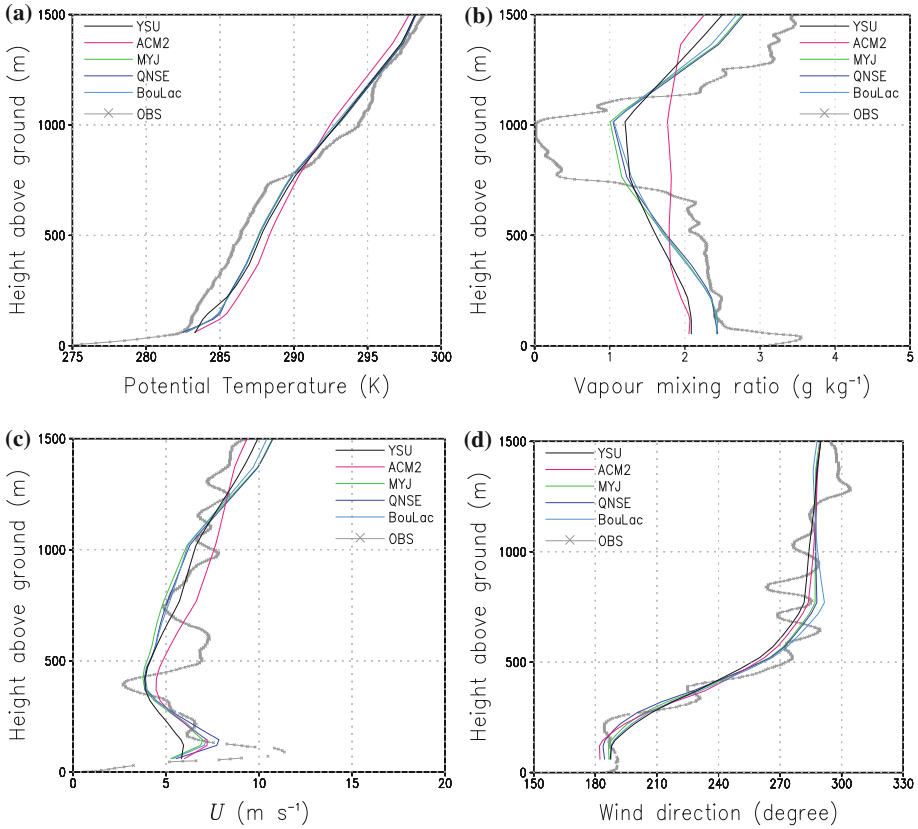 (a)
1500
1000
500
0
Height above ground (m)
YSU
ACM2
MYJ
QNSE
BouLac
OBS
275
280
285
290
295
300
Potential Temperature (K)
(b)
1500
1000
500
0
Height above ground (m)
YSU
ACM2
MYJ
QNSE
BouLac
OBS
0
1
2
3
4
5
Vapour mixing ratio (g kg⁻¹)
(c)
1500
1000
500
0
Height above ground (m)
YSU
ACM2
MYJ
QNSE
BouLac
OBS
0
5
10
15
20
U (m s⁻¹)
(d)
1500
1000
500
0
Height above ground (m)
YSU
ACM2
MYJ
QNSE
BouLac
OBS
150
180
210
240
270
300
330
Wind direction (degree)